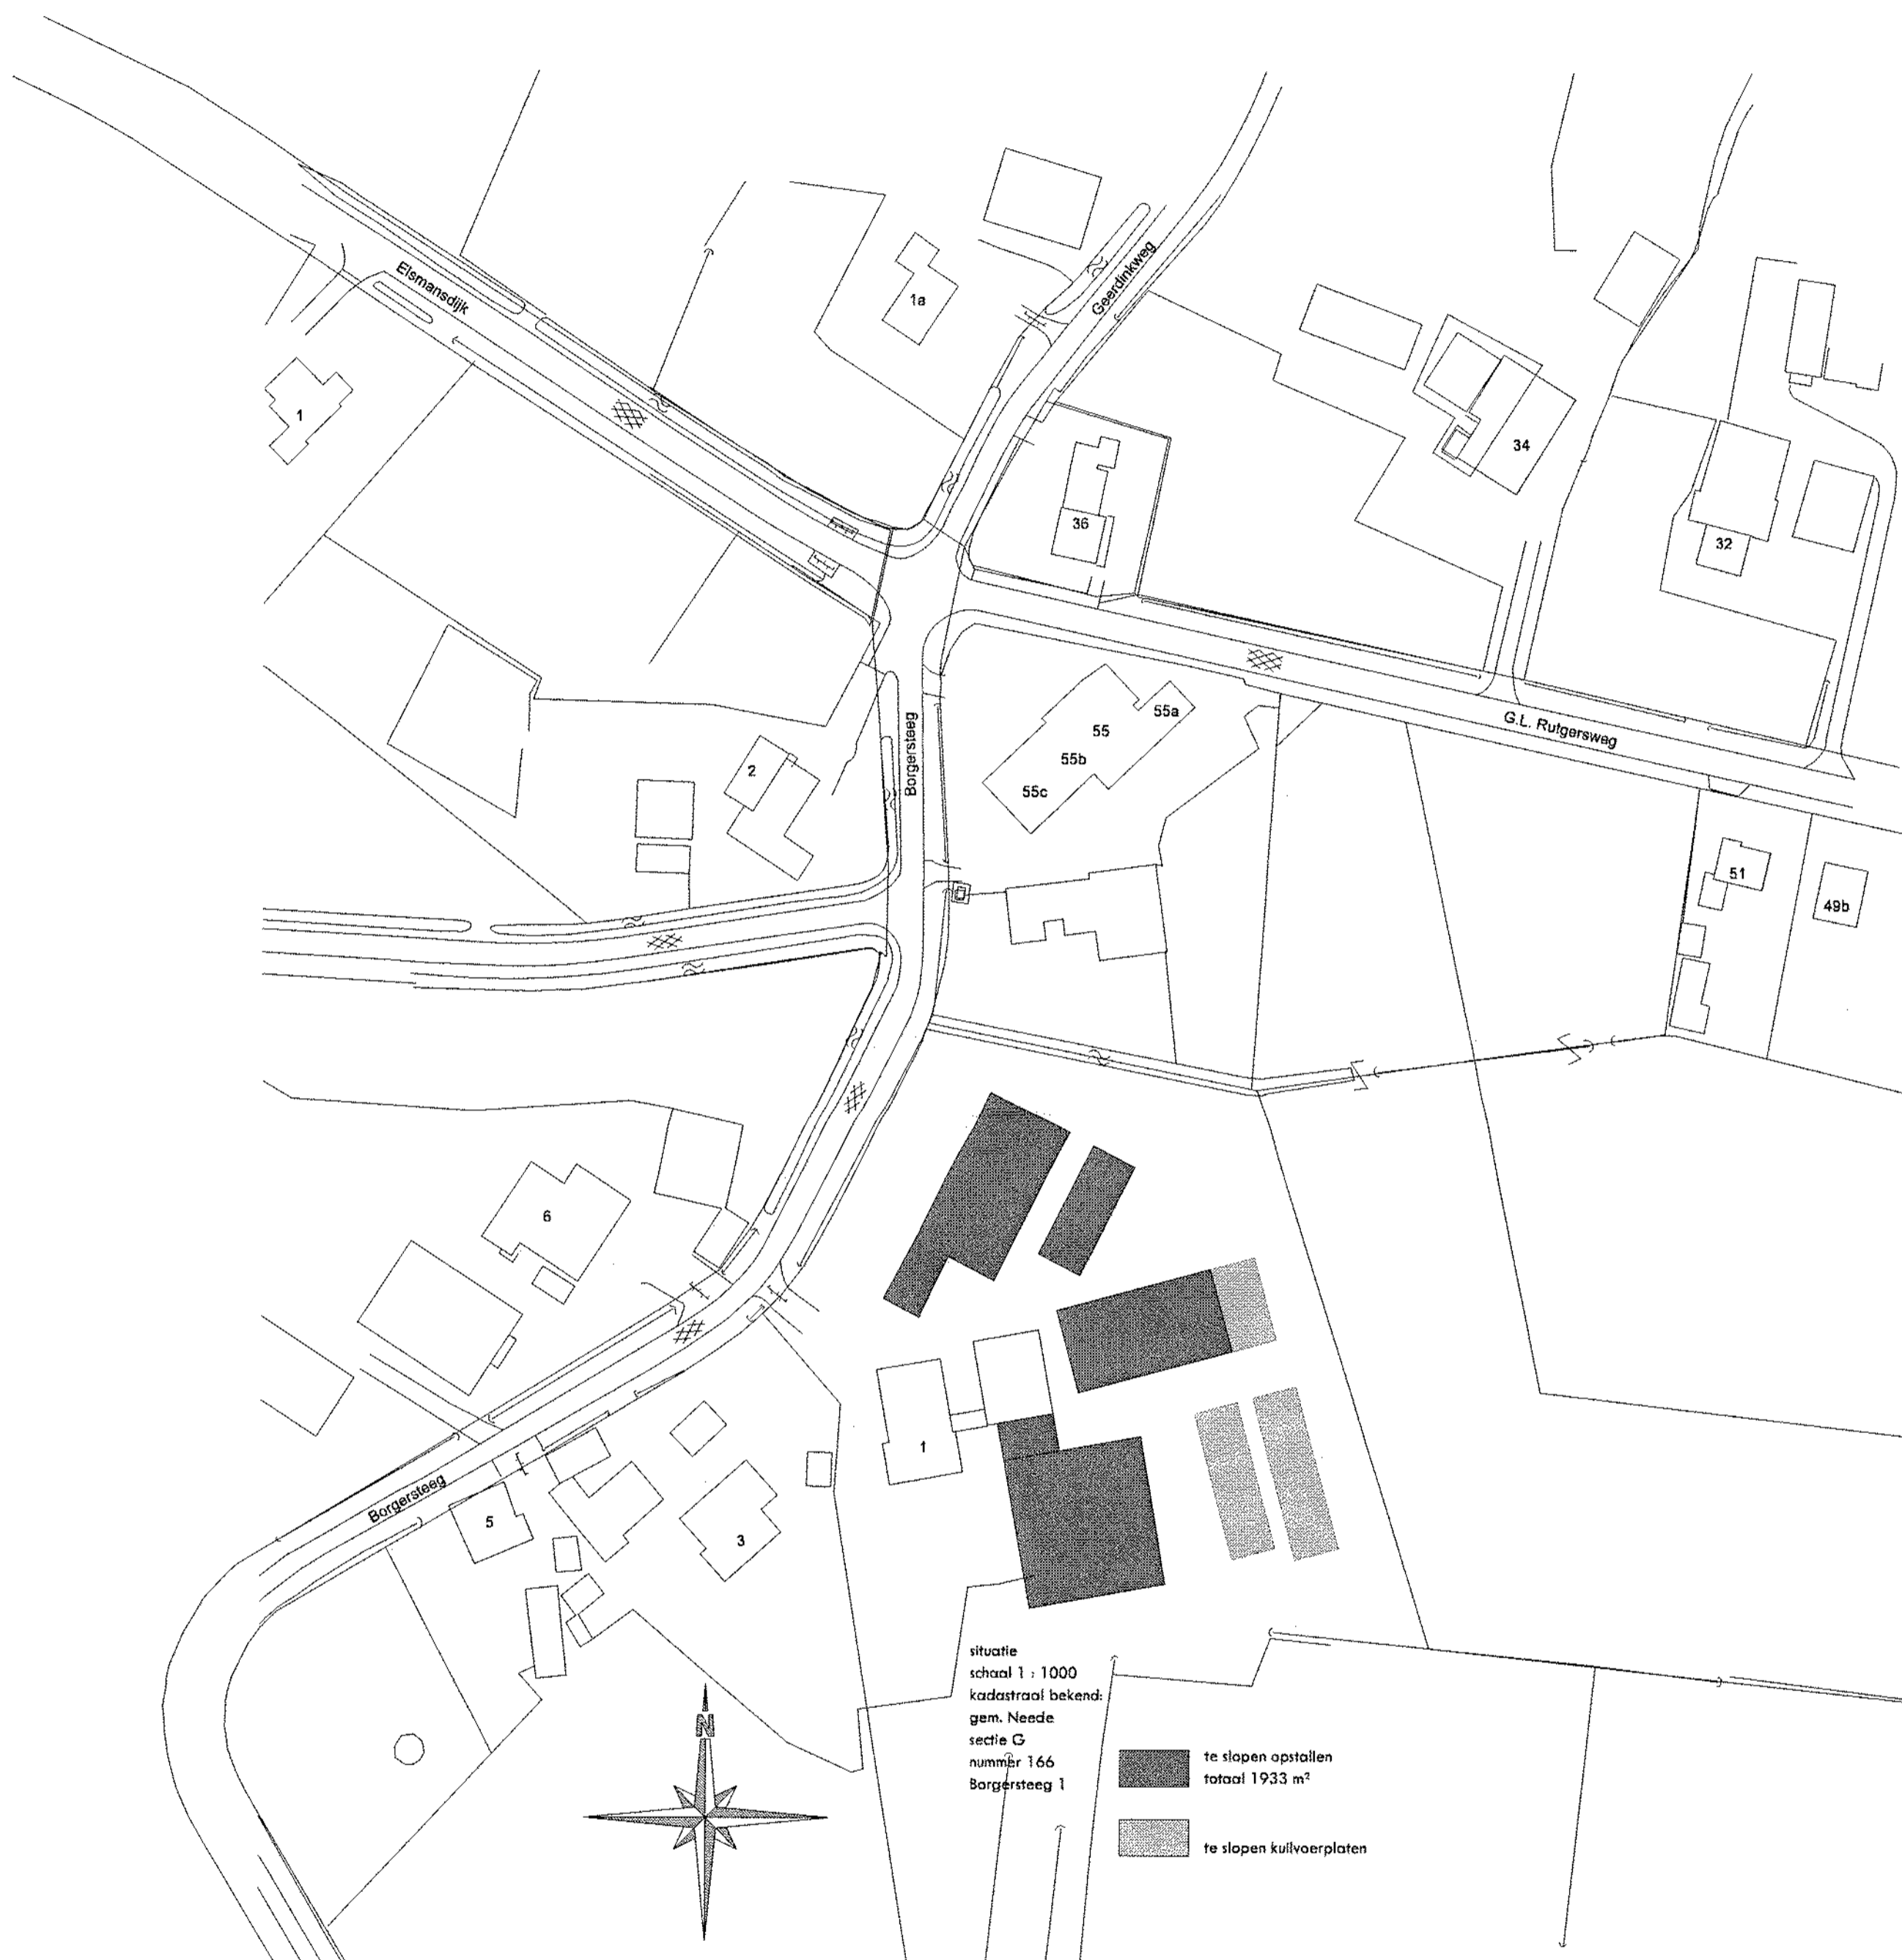 Elsmansdijk
Geerdinkweg
1a
1
34
36
32
Borgersteeg
55a
55
55b
55c
2
G.L. Rutgersweg
51
49b
6
1
Borgersteeg
5
3
situatie
schaal 1 : 1000
kadastraal bekend:
gem. Neede
sectie G
nummer 166
Borgersteeg 1
N
te slopen opstallen
totaal 1933 m²
te slopen kuilvoerplaten